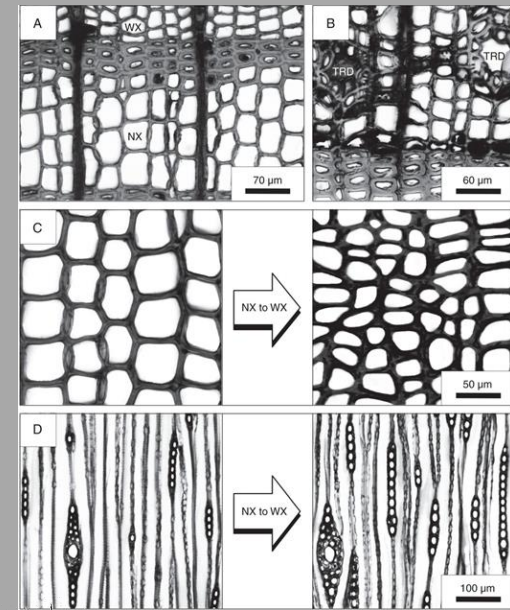 A
WX
NX
70 µm
B
TRD
TRD
60 µm
C
NX to WX
50 µm
D
NX to WX
100 µm